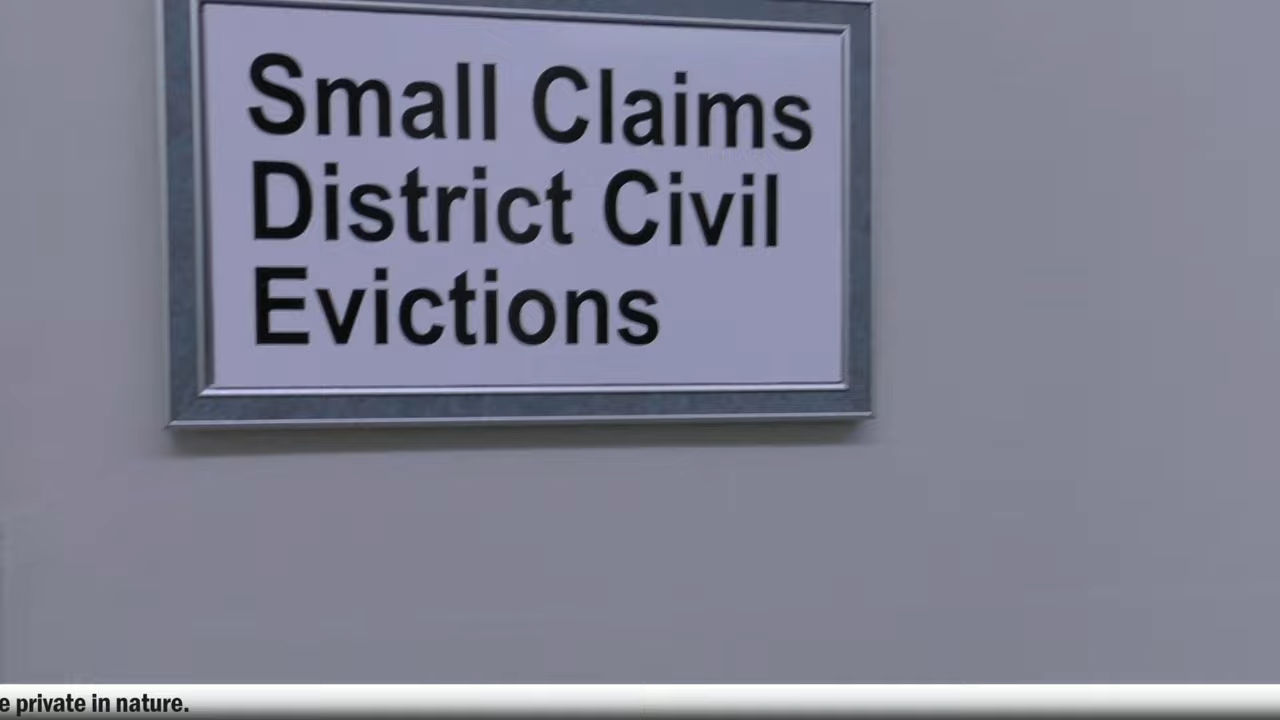 Small Claims
District Civil
Evictions
private in nature.